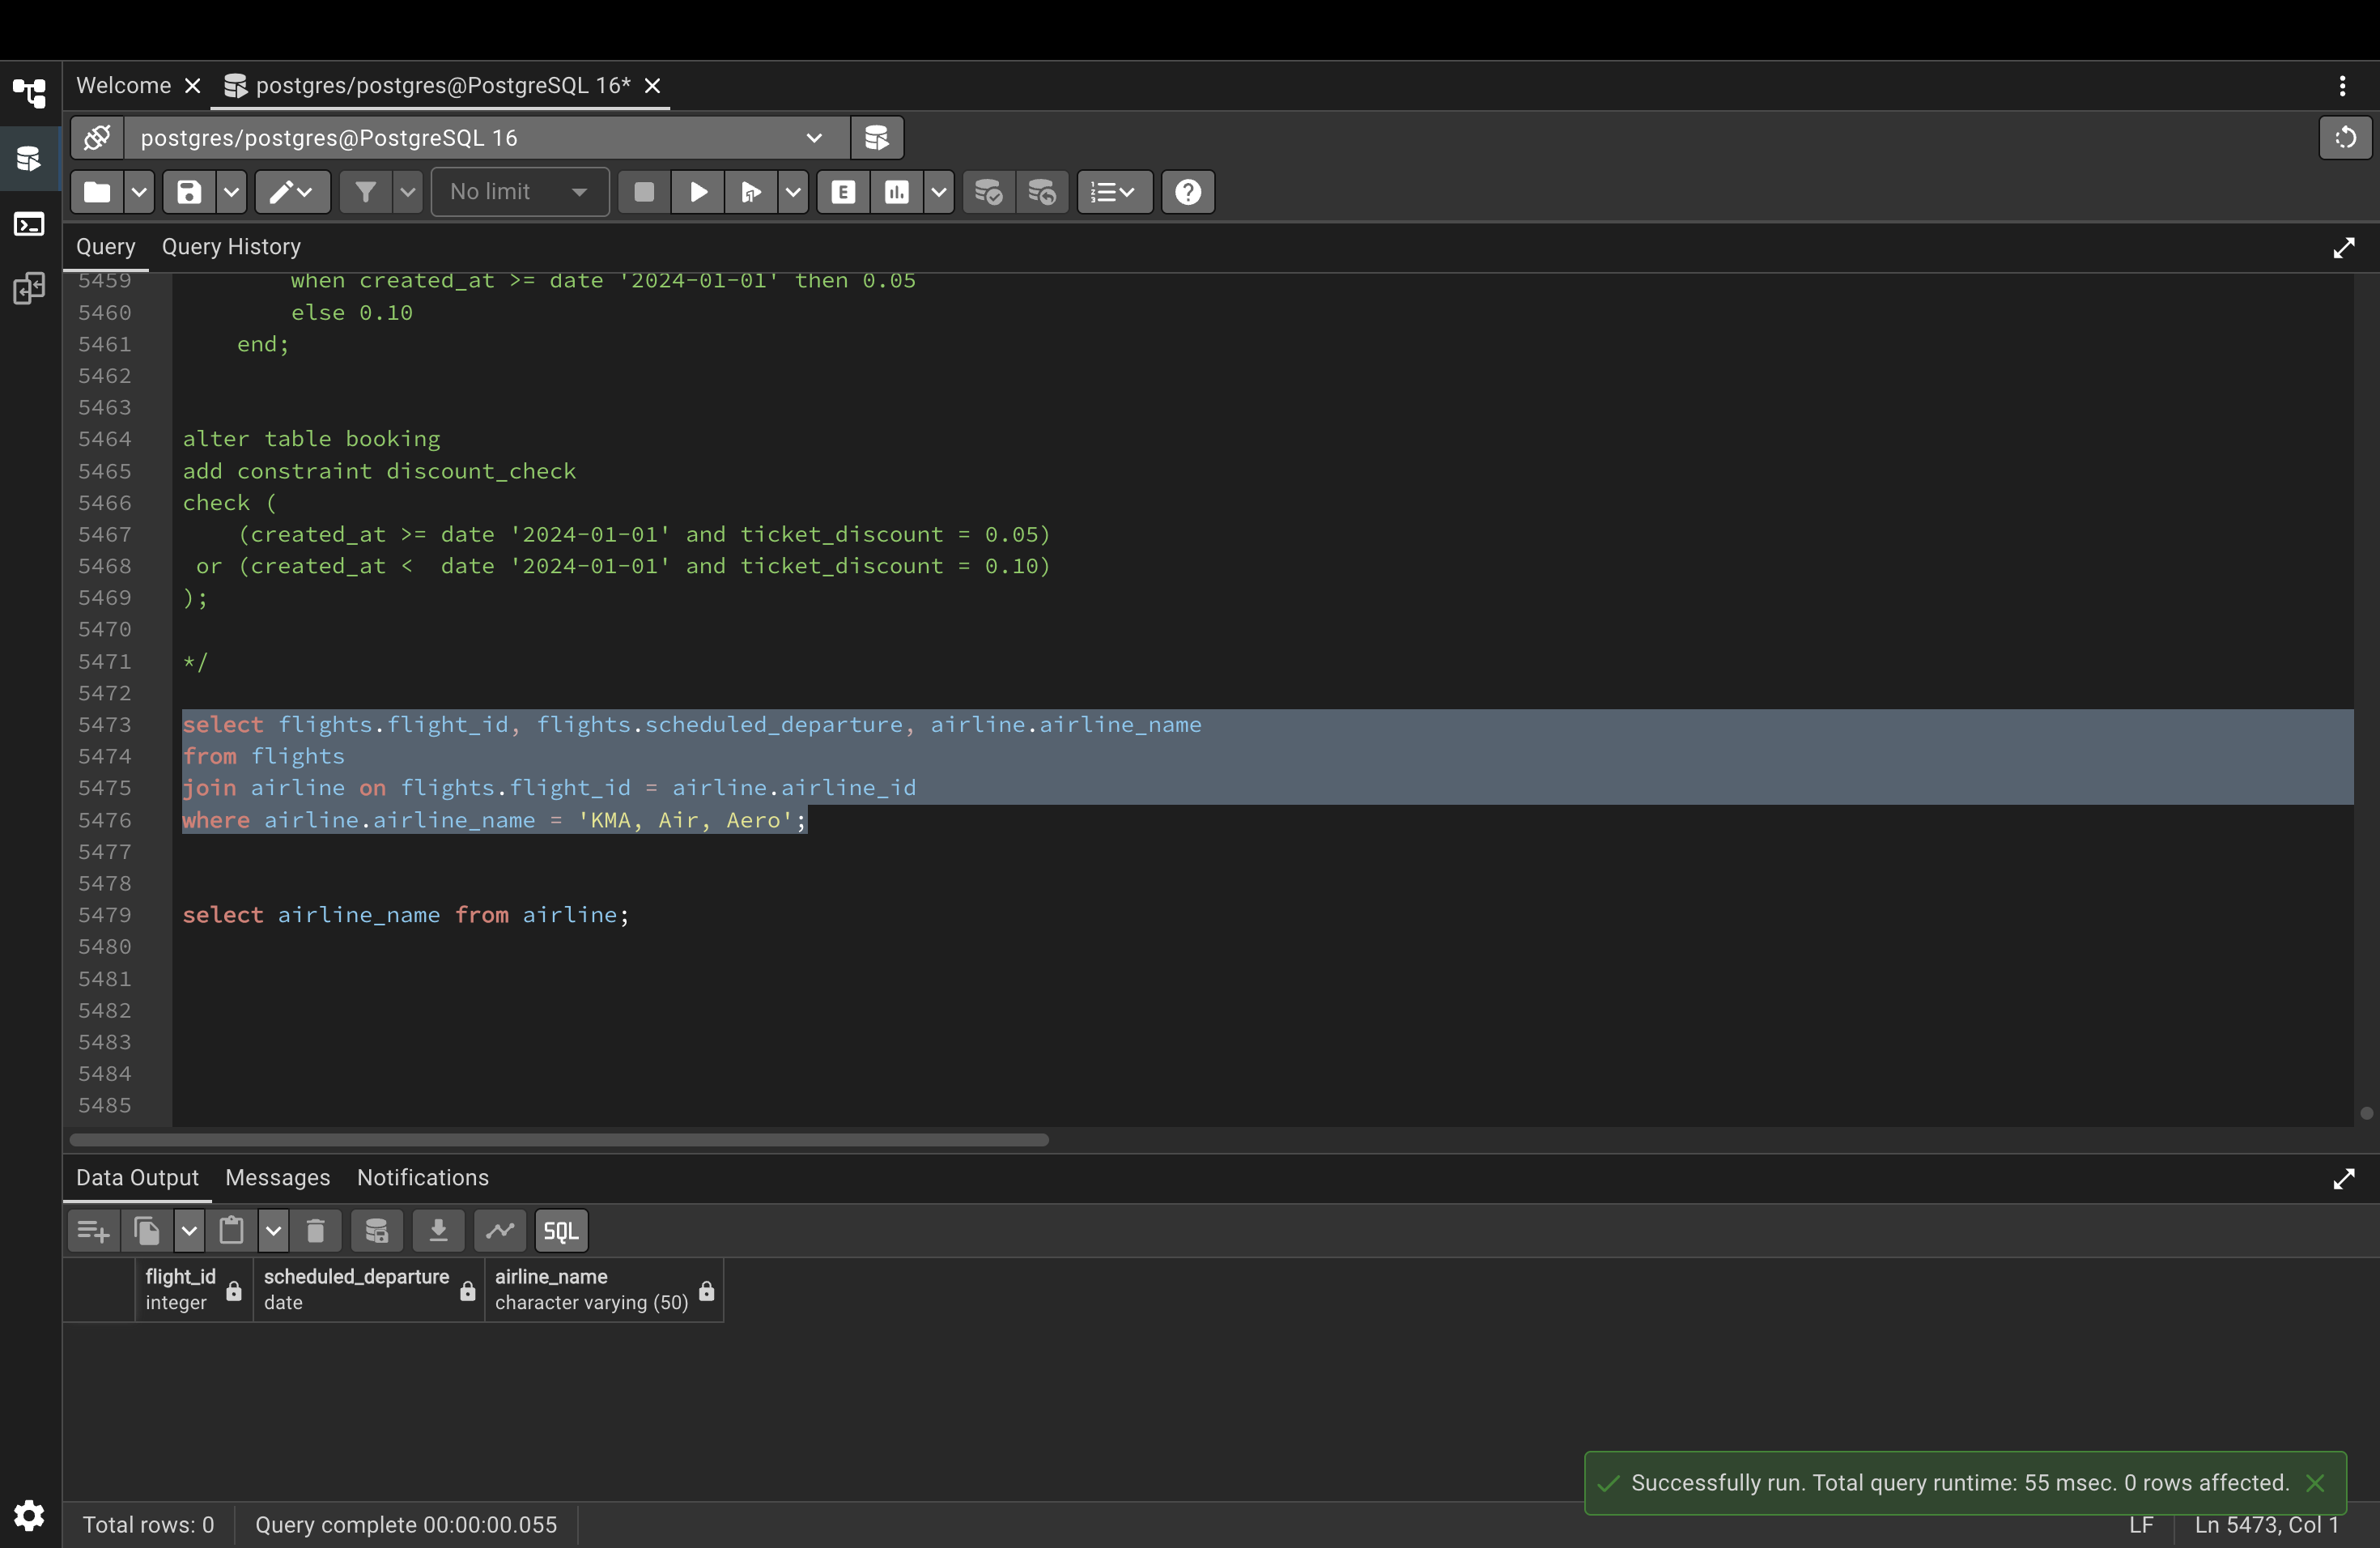 Welcome
postgres/postgres@PostgreSQL 16*
postgres/postgres@PostgreSQL 16
No limit
E
Query Query History
5459         when created_at >= date '2024-01-01' then 0.05
5460         else 0.10
5461     end;
5462
5463
5464 alter table booking
5465 add constraint discount_check
5466 check (
5467     (created_at >= date '2024-01-01' and ticket_discount = 0.05)
5468  or (created_at <  date '2024-01-01' and ticket_discount = 0.10)
5469 );
5470
5471 */
5472
5473 select flights.flight_id, flights.scheduled_departure, airline.airline_name
5474 from flights
5475 join airline on flights.flight_id = airline.airline_id
5476 where airline.airline_name = 'KMA, Air, Aero';
5477
5478
5479 select airline_name from airline;
5480
5481
5482
5483
5484
5485
Data Output Messages Notifications
SQL
flight_id scheduled_departure airline_name
integer date character varying (50)
Successfully run. Total query runtime: 55 msec. 0 rows affected.
Total rows: 0 Query complete 00:00:00.055 LF Ln 5473, Col 1